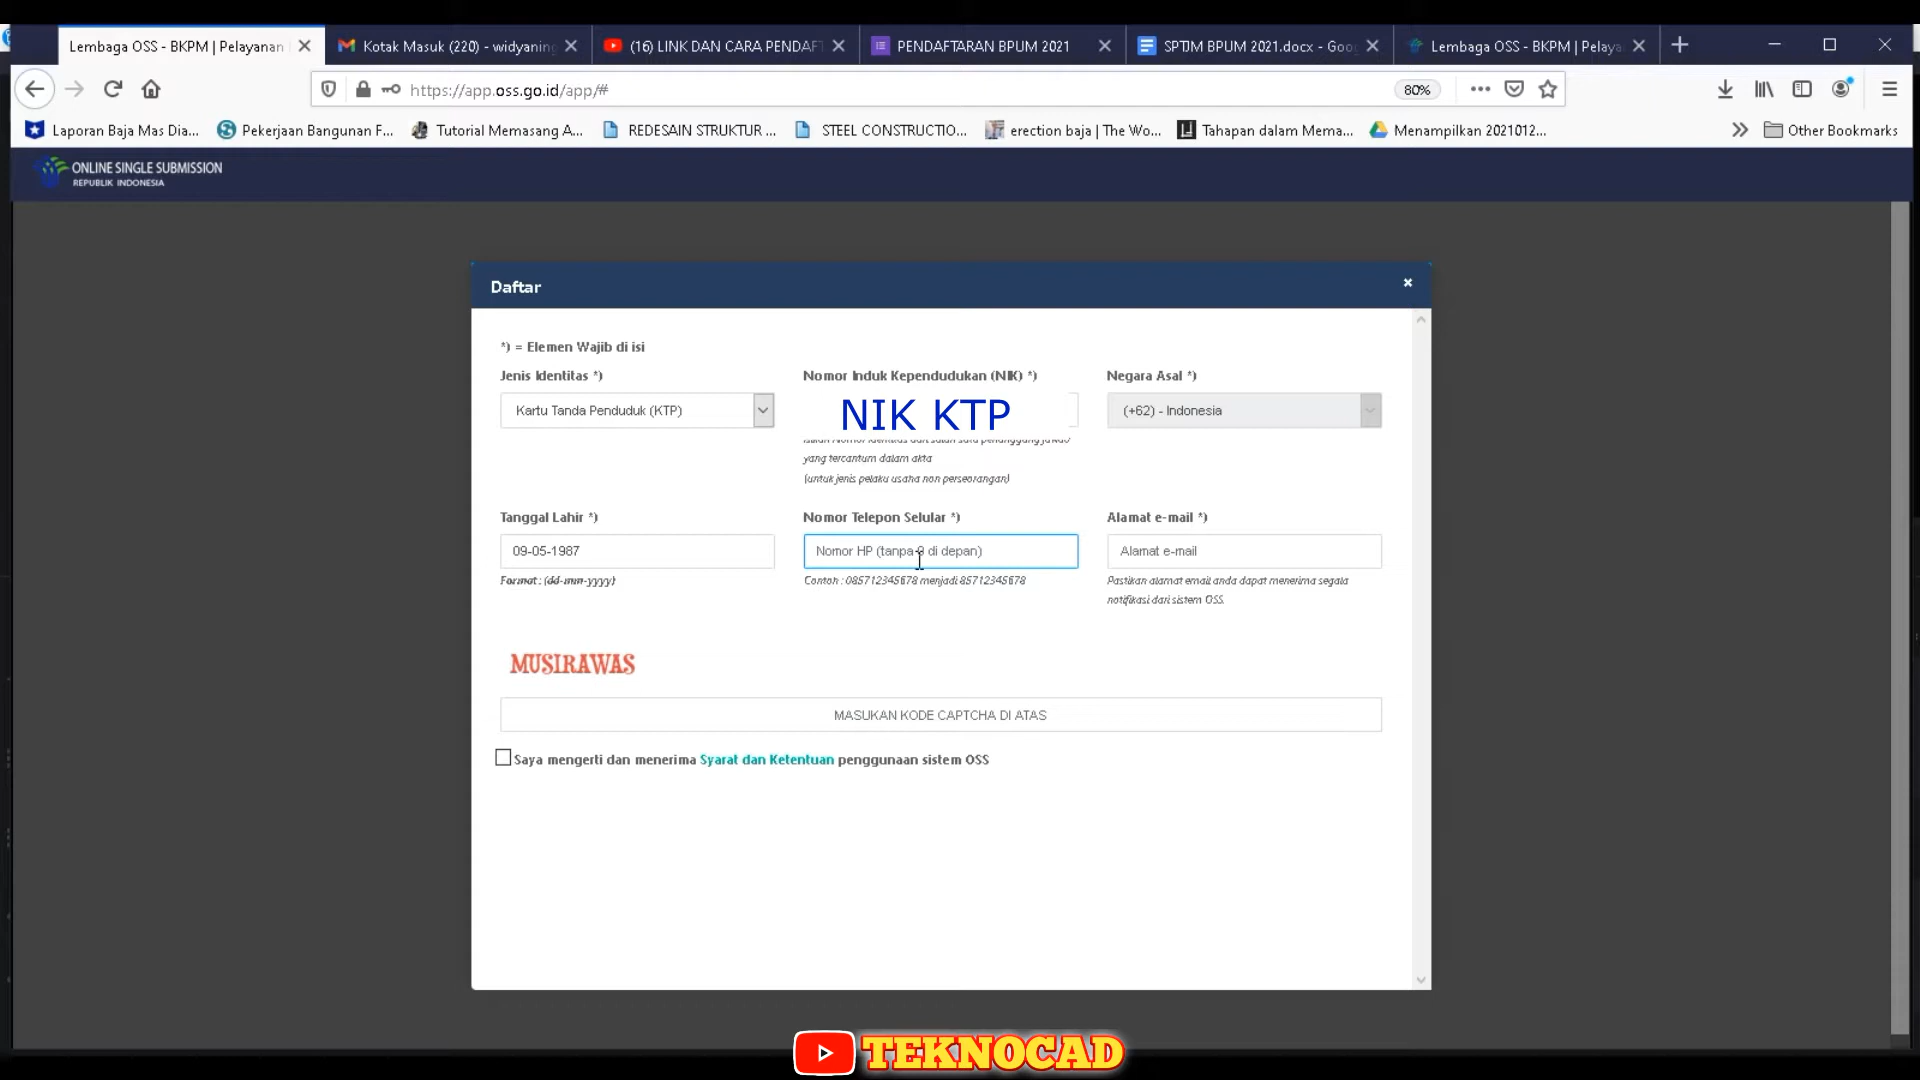 Lembaga OSS - BKPM | Pelayanan
Kotak Masuk (220) - widyaning
(16) LINK DAN CARA PENDAFT
PENDAFTARAN BPUM 2021
SPTJM BPUM 2021.docx - Goo
Lembaga OSS - BKPM | Pelaya
https://app.oss.go.id/app/#
80%
Laporan Baja Mas Dia...
Pekerjaan Bangunan F...
Tutorial Memasang A...
REDESAIN STRUKTUR ...
STEEL CONSTRUCTIO...
erection baja | The Wo...
Tahapan dalam Mema...
Menampilkan 2021012...
Other Bookmarks
ONLINE SINGLE SUBMISSION
REPUBLIK INDONESIA
Daftar
*) = Elemen Wajib di isi
Jenis Identitas *)
Nomor Induk Kependudukan (NIK) *)
Negara Asal *)
Kartu Tanda Penduduk (KTP)
NIK KTP
(+62) - Indonesia
yang tercantum dalam akta
(untuk jenis pelaku usaha non perseorangan)
Tanggal Lahir *)
Nomor Telepon Selular *)
Alamat e-mail *)
09-05-1987
Nomor HP (tanpa 0 di depan)
Alamat e-mail
Format : (dd-mm-yyyy)
Contoh : 085712345678 menjadi 85712345678
Pastikan alamat email anda dapat menerima segala
notifikasi dari sistem OSS.
MUSIRAWAS
MASUKAN KODE CAPTCHA DI ATAS
Saya mengerti dan menerima Syarat dan Ketentuan penggunaan sistem OSS
TEKNOCAD